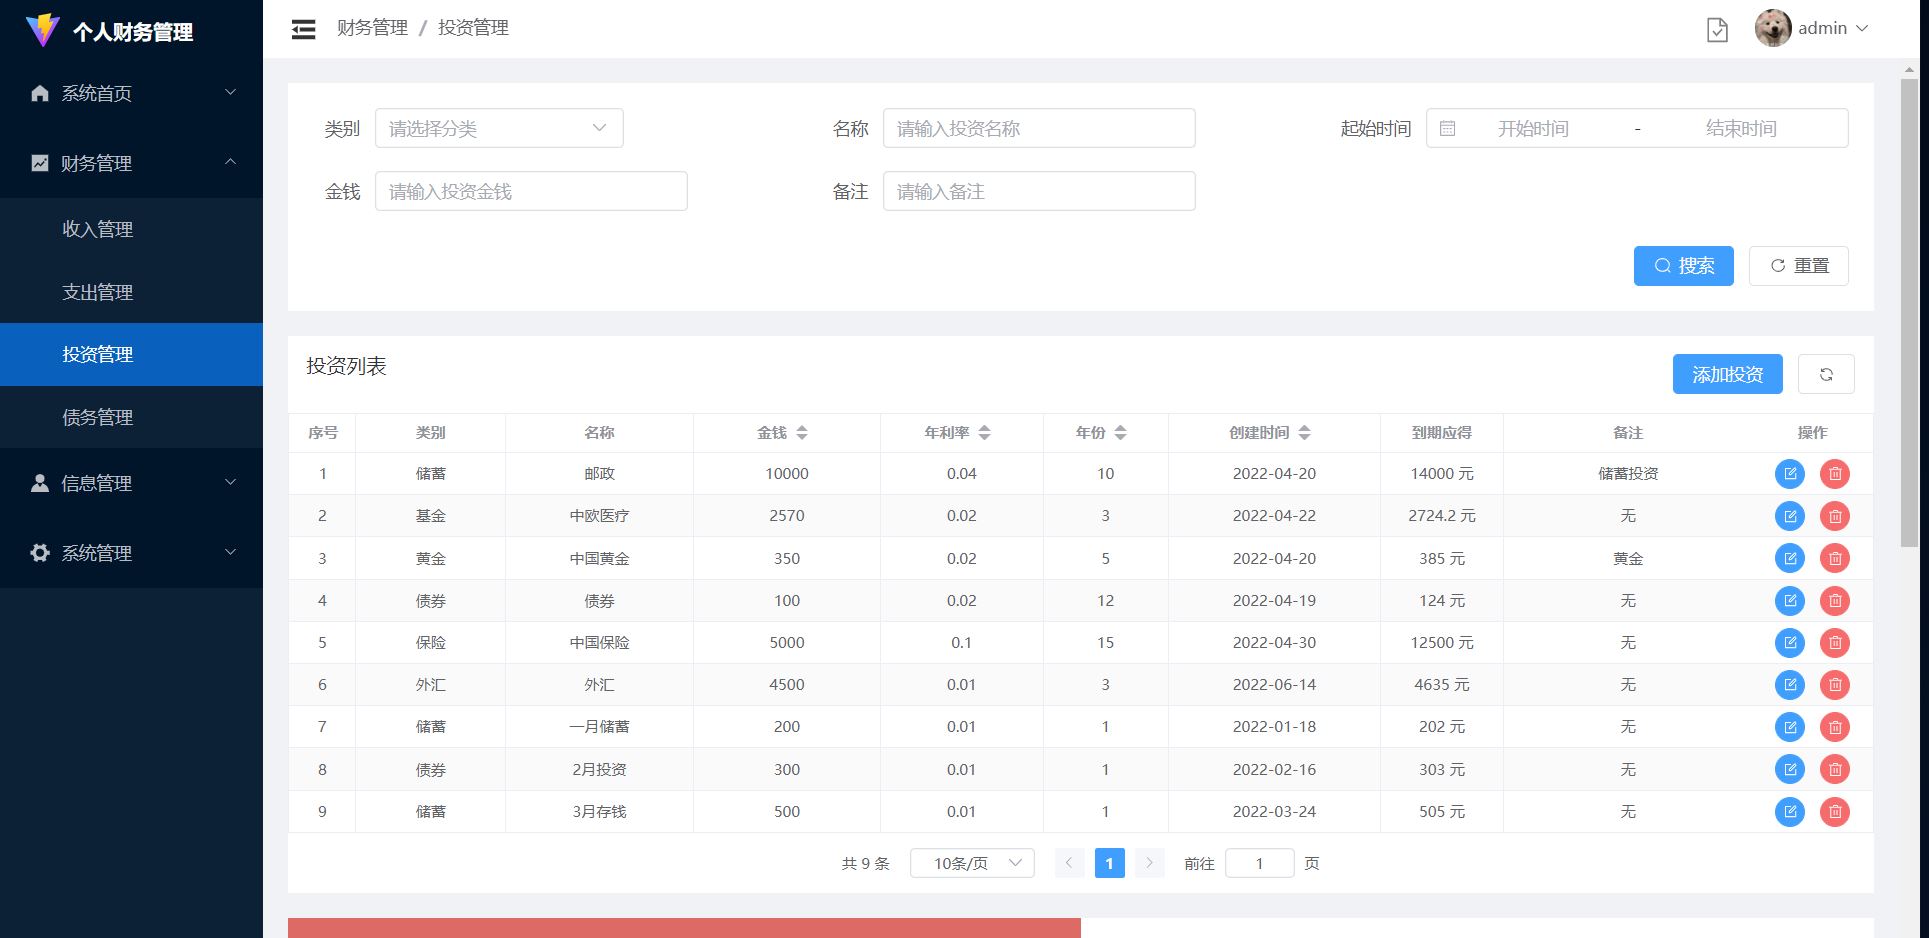 个人财务管理
系统首页
财务管理
收入管理
支出管理
投资管理
债务管理
信息管理
系统管理
财务管理 / 投资管理
admin
类别 请选择分类 名称 请输入投资名称 起始时间 开始时间 - 结束时间
金钱 请输入投资金钱 备注 请输入备注
搜索 重置
投资列表
添加投资
序号 类别 名称 金钱 年利率 年份 创建时间 到期应得 备注 操作
1 储蓄 邮政 10000 0.04 10 2022-04-20 14000 元 储蓄投资
2 基金 中欧医疗 2570 0.02 3 2022-04-22 2724.2 元 无
3 黄金 中国黄金 350 0.02 5 2022-04-20 385 元 黄金
4 债券 债券 100 0.02 12 2022-04-19 124 元 无
5 保险 中国保险 5000 0.1 15 2022-04-30 12500 元 无
6 外汇 外汇 4500 0.01 3 2022-06-14 4635 元 无
7 储蓄 一月储蓄 200 0.01 1 2022-01-18 202 元 无
8 债券 2月投资 300 0.01 1 2022-02-16 303 元 无
9 储蓄 3月存钱 500 0.01 1 2022-03-24 505 元 无
共 9 条 10条/页 1 前往 1 页